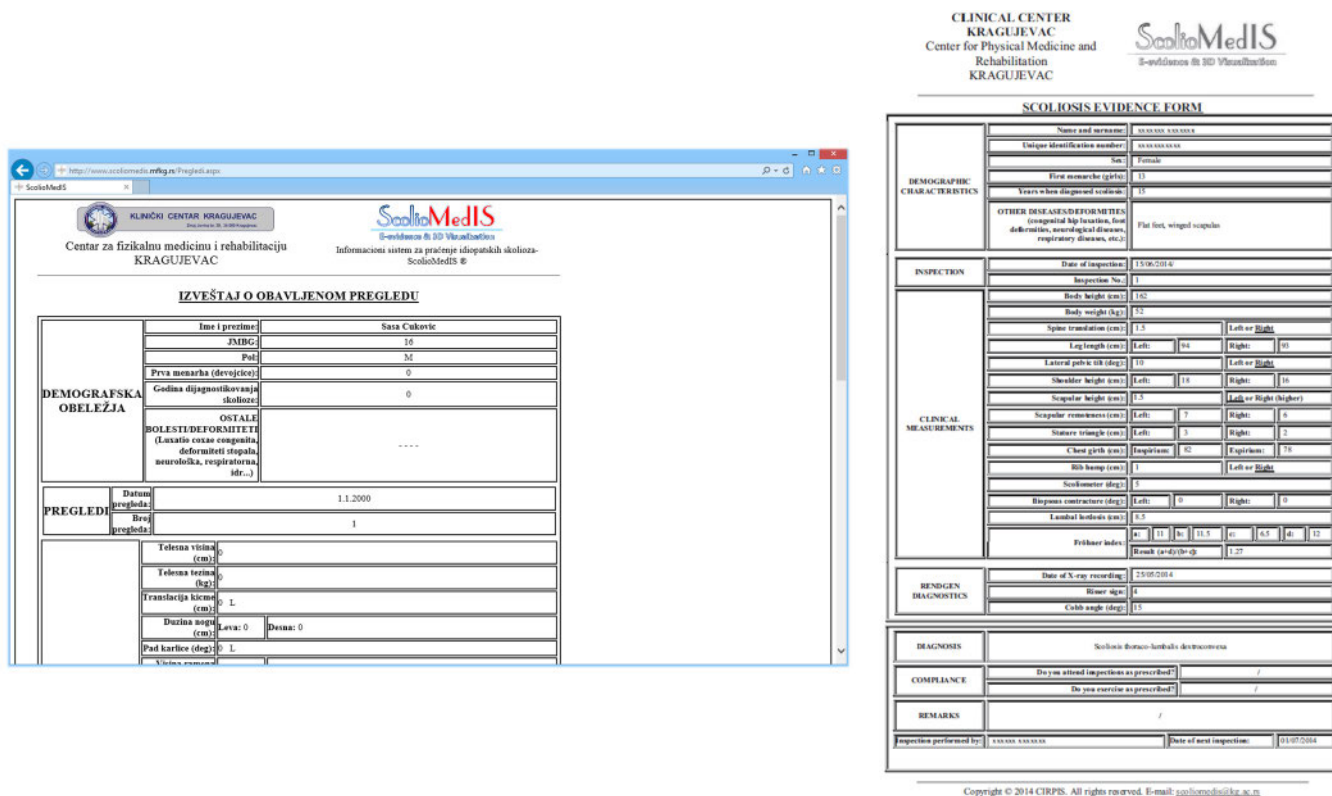 http://www.scoliomedis.mfkg.rs/Pregledi.aspx
ScolioMedIS
KLINIČKI CENTAR KRAGUJEVAC
Centar za fizikalnu medicinu i rehabilitaciju
KRAGUJEVAC
ScolioMedIS
E-evidence & 3D Visualization
Informacioni sistem za praćenje idiopatskih skolioza-
ScolioMedIS ®
IZVEŠTAJ O OBAVLJENOM PREGLEDU
DEMOGRAFSKA
OBELEŽJA
Ime i prezime: Sasa Cukovic
JMBG: 16
Pol: M
Prva menarha (devojcice): 0
Godina dijagnostikovanja
skolioze: 0
OSTALE
BOLESTI/DEFORMITETI
(Luxatio coxae congenita,
deformiteti stopala,
neurološka, respiratorna,
idr...)
- - - -
PREGLEDI
Datum
pregleda: 1.1.2000
Broj
pregleda: 1
Telesna visina
(cm): 0
Telesna tezina
(kg): 0
Translacija kicme
(cm): 0 L
Duzina nogu
(cm): Leva: 0 Desna: 0
Pad karlice (deg): 0 L
Visina ramena
CLINICAL CENTER
KRAGUJEVAC
Center for Physical Medicine and
Rehabilitation
KRAGUJEVAC
ScolioMedIS
E-evidence & 3D Visualization
SCOLIOSIS EVIDENCE FORM
DEMOGRAPHIC
CHARACTERISTICS
Name and surname: xxxxxxx xxxxxxx
Unique identification number: xxxxxxxxxx
Sex: Female
First menarche (girls): 13
Years when diagnosed scoliosis: 15
OTHER DISEASES/DEFORMITIES
(congenital hip luxation, foot
deformities, neurological diseases,
respiratory diseases, etc.):
Flat feet, winged scapulas
INSPECTION
Date of inspection: 15/06/2014/
Inspection No.: 1
CLINICAL
MEASUREMENTS
Body height (cm): 162
Body weight (kg): 52
Spine translation (cm): 1.5 Left or Right
Leg length (cm): Left: 94 Right: 93
Lateral pelvic tilt (deg): 10 Left or Right
Shoulder height (cm): Left: 18 Right: 16
Scapular height (cm): 1.5 Left or Right (higher)
Scapular remoteness (cm): Left: 7 Right: 6
Stature triangle (cm): Left: 3 Right: 2
Chest girth (cm): Inspirium: 82 Expirium: 78
Rib hump (cm): 1 Left or Right
Scoliometer (deg): 5
Iliopsoas contracture (deg): Left: 0 Right: 0
Lumbal lordosis (cm): 8.5
Fröhner index: a: 11 b: 11.5 c: 6.5 d: 12
Result (a+d)/(b+c): 1.27
RENDGEN
DIAGNOSTICS
Date of X-ray recording: 25/05/2014
Risser sign: 4
Cobb angle (deg): 15
DIAGNOSIS Scoliosis thoraco-lumbalis dextroconvexa
COMPLIANCE
Do you attend inspections as prescribed? /
Do you exercise as prescribed? /
REMARKS /
Inspection performed by: xxxxxx xxxxxxx Date of next inspection: 01/07/2014
Copyright © 2014 CIRPIS. All rights reserved. E-mail: scoliomedis@kg.ac.rs